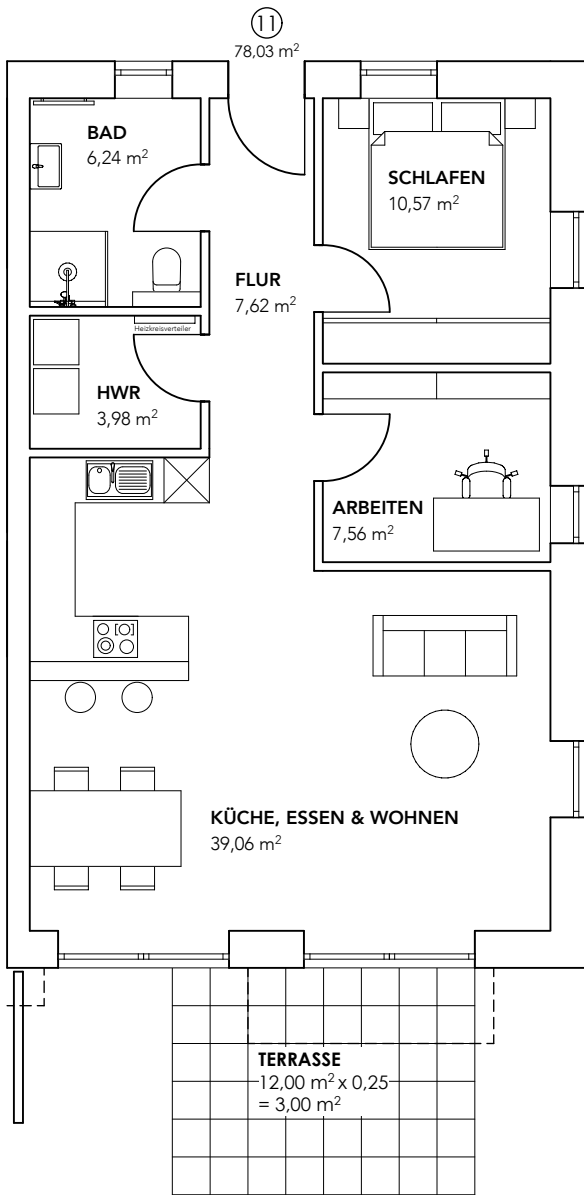 11
78,03 m²
BAD
6,24 m²
SCHLAFEN
10,57 m²
FLUR
7,62 m²
Heizkreisverteiler
HWR
3,98 m²
ARBEITEN
7,56 m²
KÜCHE, ESSEN & WOHNEN
39,06 m²
TERRASSE
12,00 m² x 0,25
= 3,00 m²